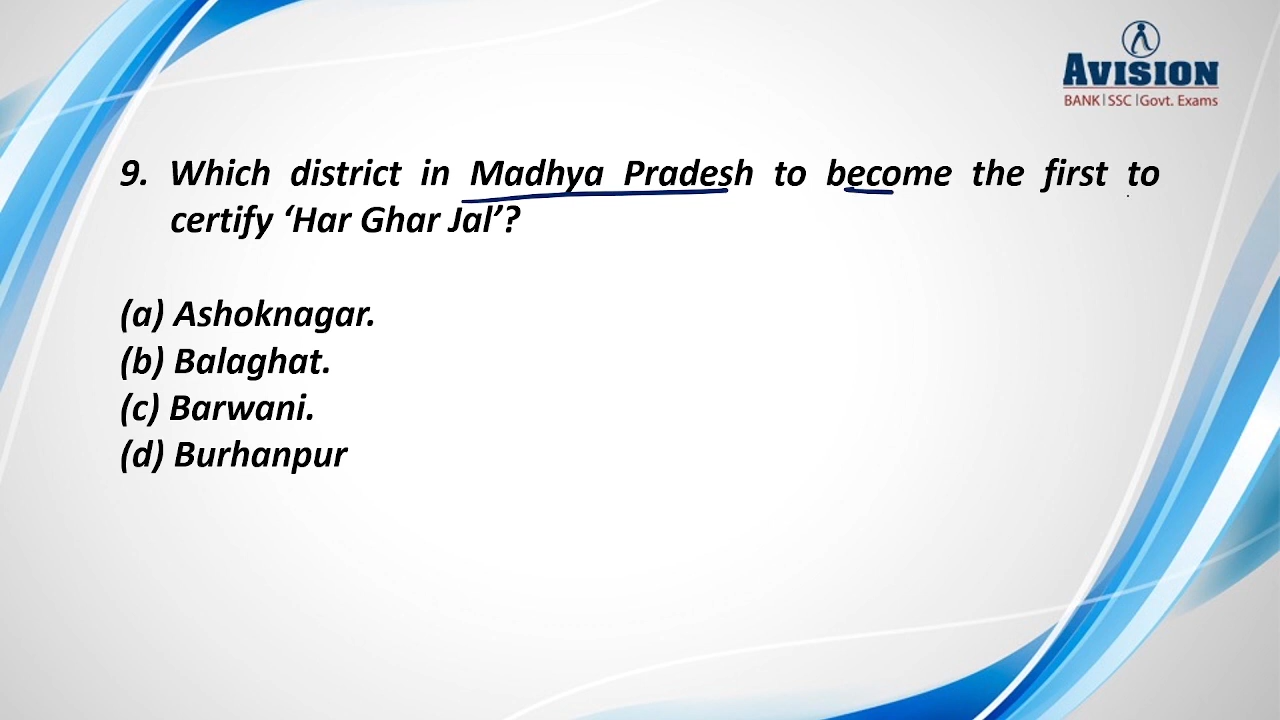 AVISION
BANK | SSC | Govt. Exams
9. Which district in Madhya Pradesh to become the first to
certify ‘Har Ghar Jal’?
(a) Ashoknagar.
(b) Balaghat.
(c) Barwani.
(d) Burhanpur